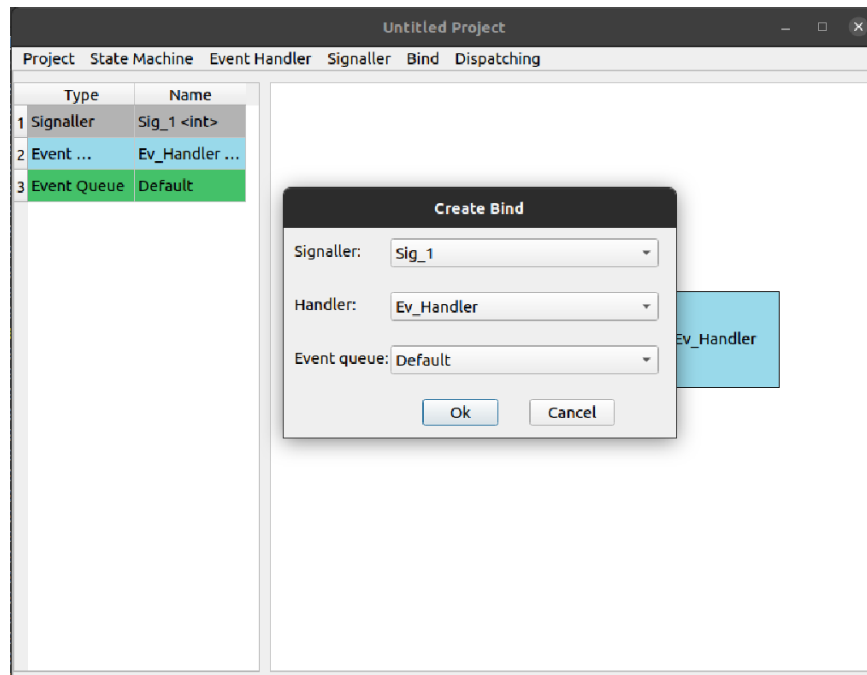 Untitled Project
Project State Machine Event Handler Signaller Bind Dispatching
Type Name
1 Signaller Sig_1 <int>
2 Event ... Ev_Handler ...
3 Event Queue Default
Create Bind
Signaller: Sig_1
Handler: Ev_Handler
Ev_Handler
Event queue: Default
Ok Cancel